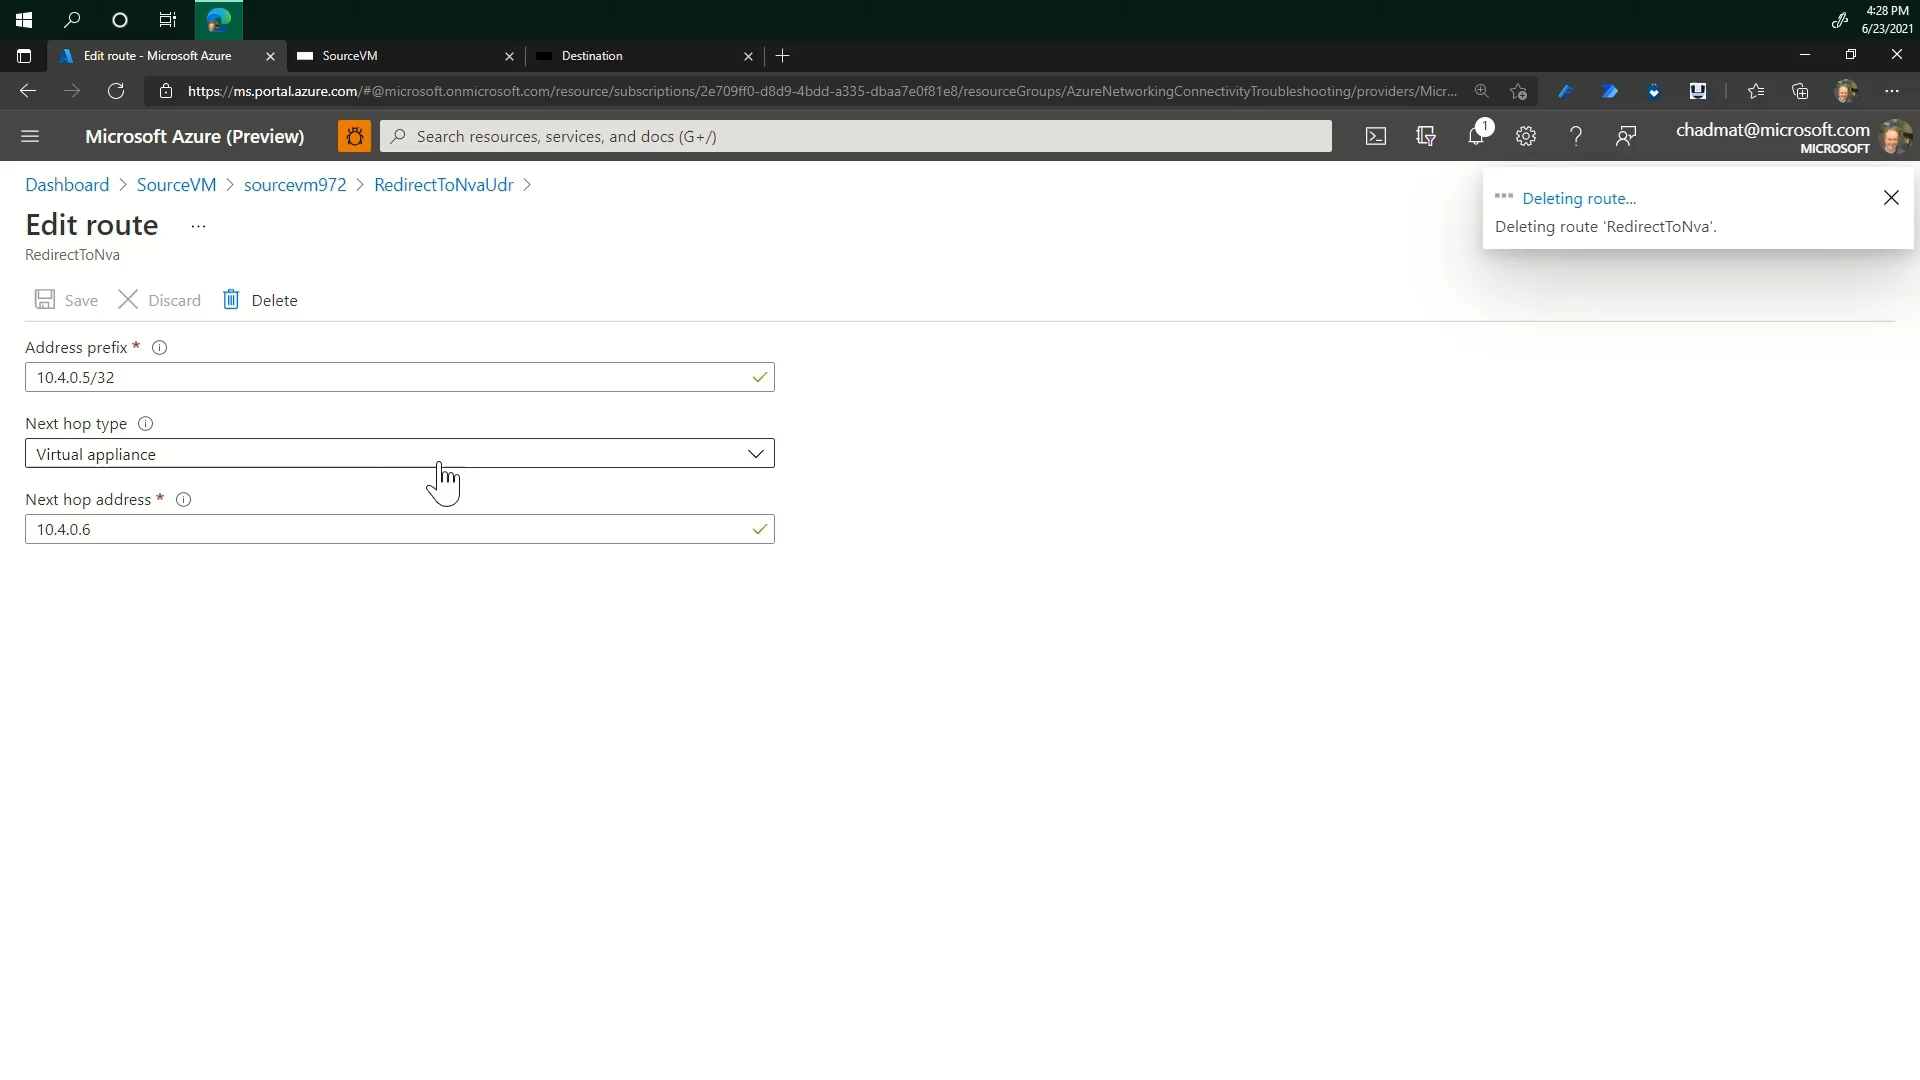 4:28 PM
6/23/2021
Edit route - Microsoft Azure
SourceVM
Destination
https://ms.portal.azure.com/#@microsoft.onmicrosoft.com/resource/subscriptions/2e709ff0-d8d9-4bdd-a335-dbaa7e0f81e8/resourceGroups/AzureNetworkingConnectivityTroubleshooting/providers/Micr...
Microsoft Azure (Preview)
Search resources, services, and docs (G+/)
1
chadmat@microsoft.com
MICROSOFT
Dashboard > SourceVM > sourcevm972 > RedirectToNvaUdr >
Deleting route...
Deleting route 'RedirectToNva'.
Edit route ...
RedirectToNva
Save Discard Delete
Address prefix *
10.4.0.5/32
Next hop type
Virtual appliance
Next hop address *
10.4.0.6